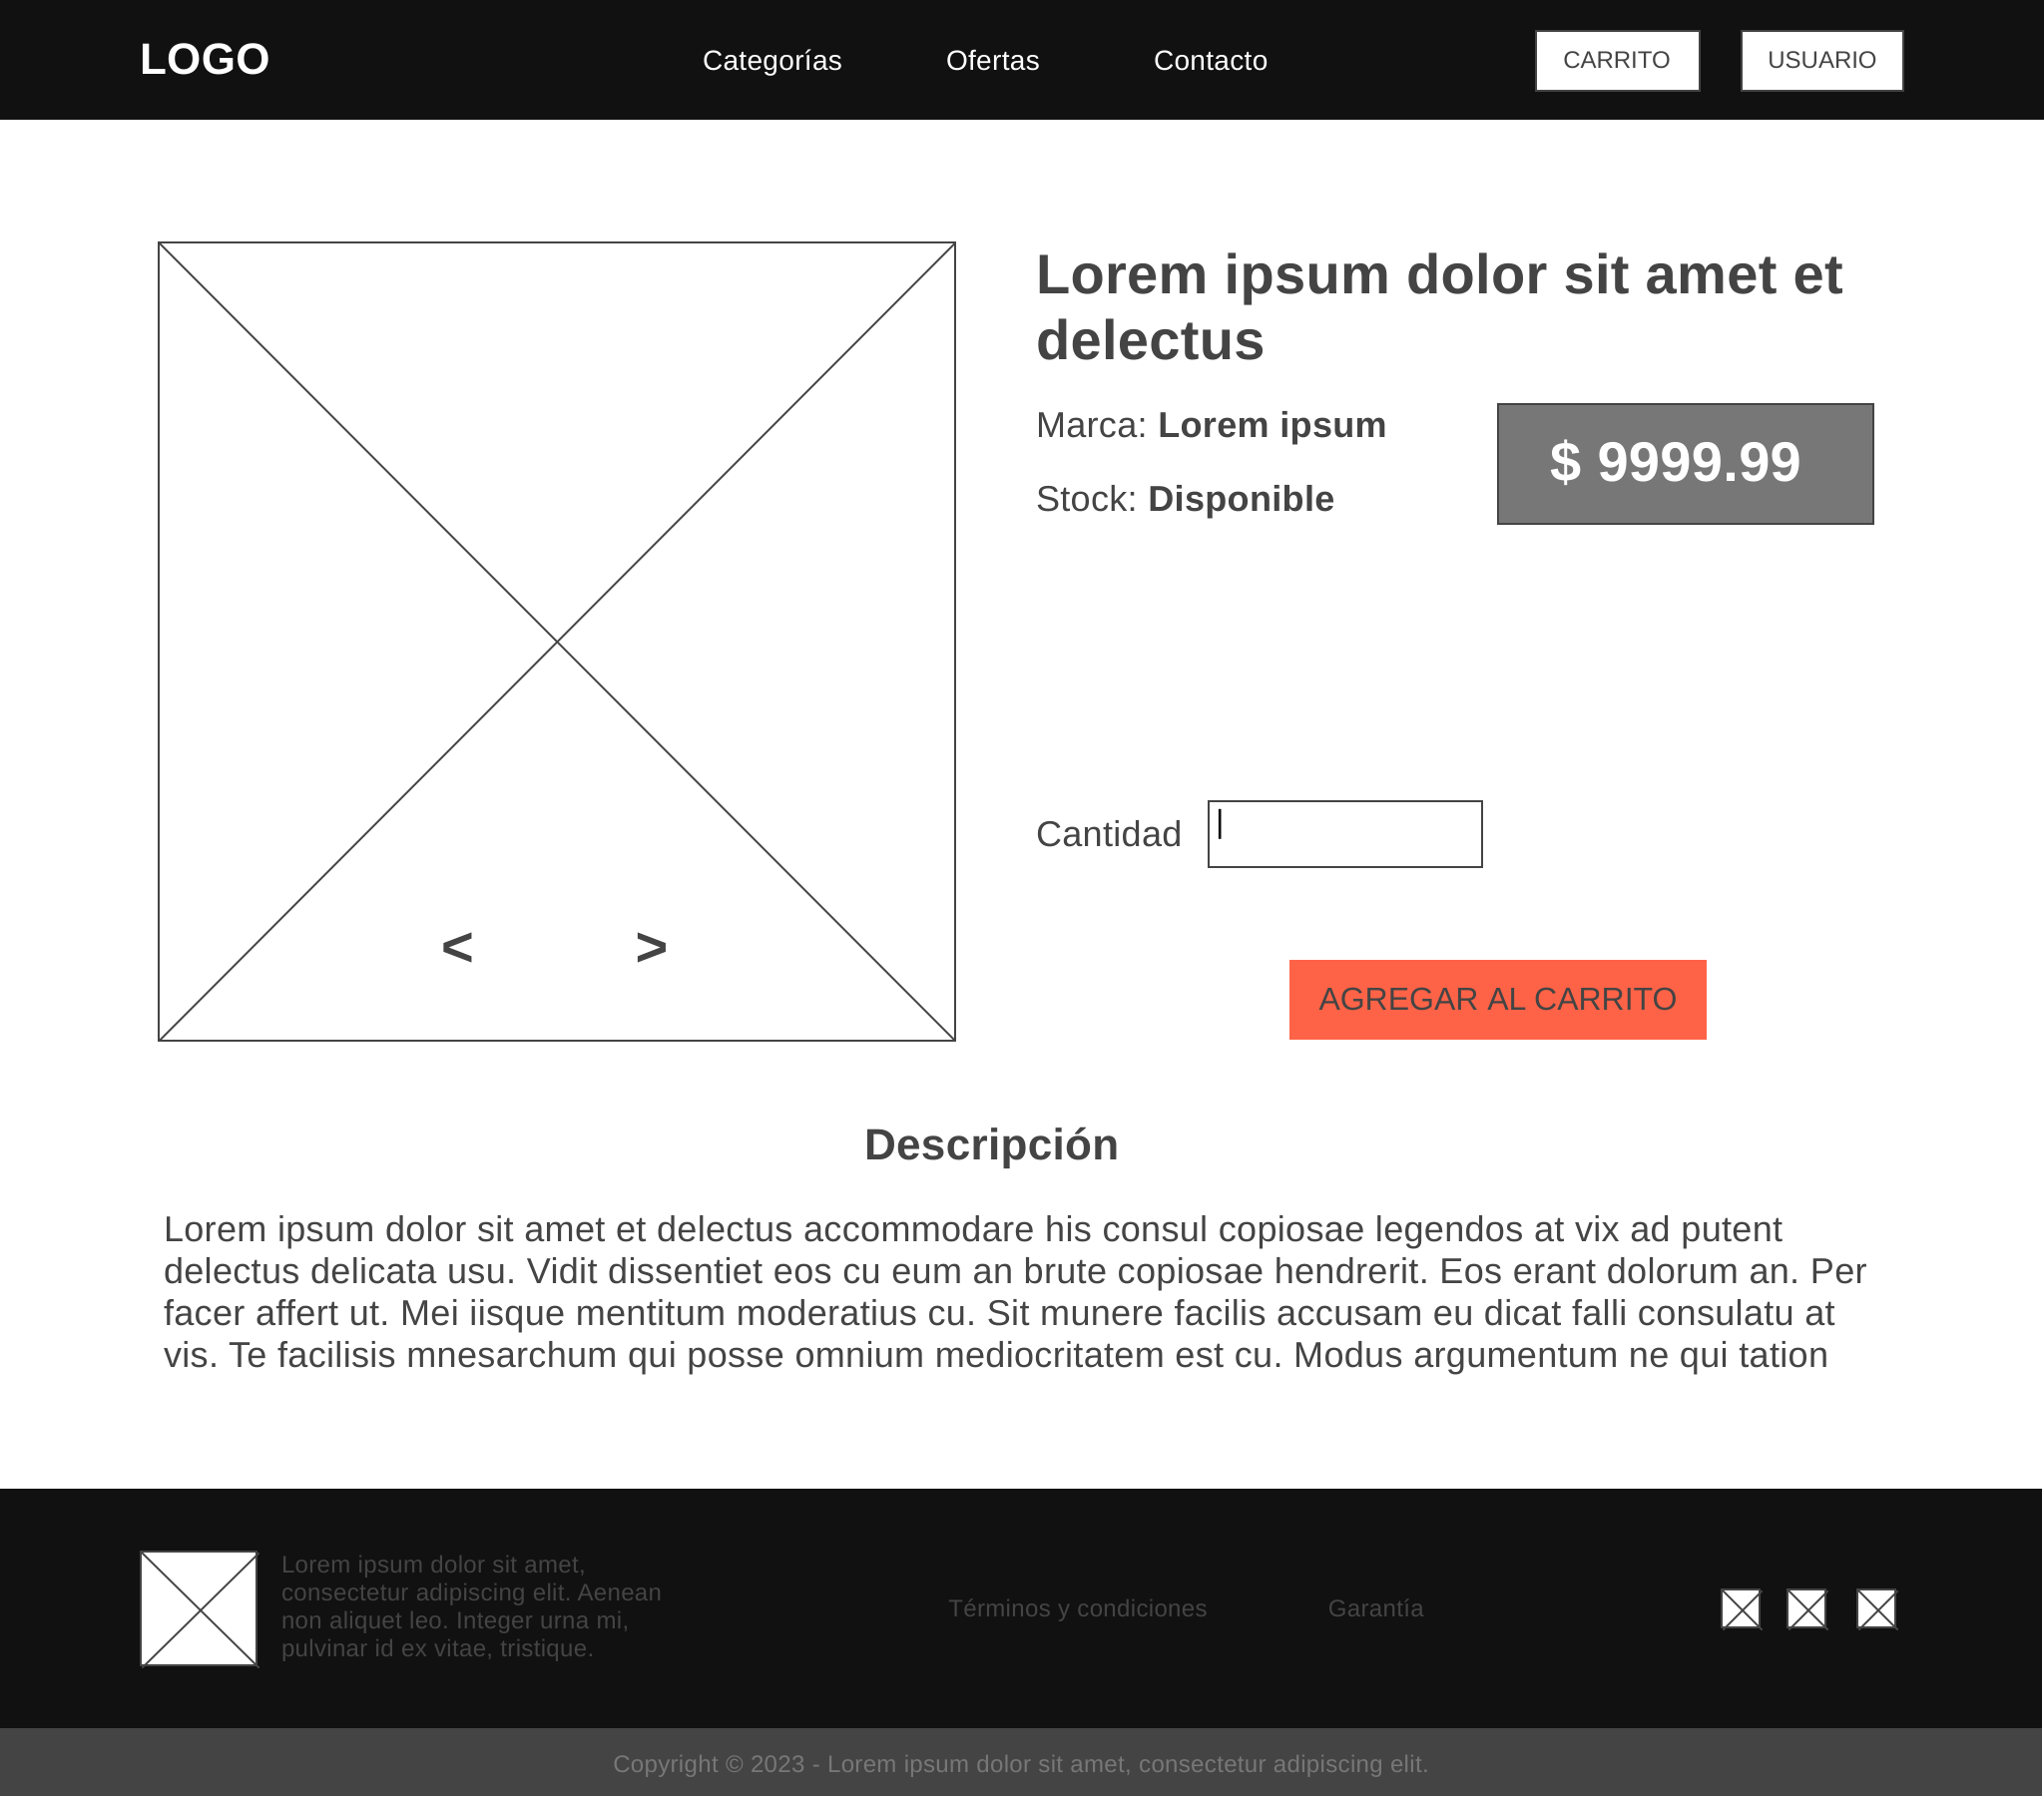 LOGO
Categorías
Ofertas
Contacto
CARRITO
USUARIO
Lorem ipsum dolor sit amet et
delectus
Marca: Lorem ipsum
$ 9999.99
Stock: Disponible
Cantidad
< >
AGREGAR AL CARRITO
Descripción
Lorem ipsum dolor sit amet et delectus accommodare his consul copiosae legendos at vix ad putent
delectus delicata usu. Vidit dissentiet eos cu eum an brute copiosae hendrerit. Eos erant dolorum an. Per
facer affert ut. Mei iisque mentitum moderatius cu. Sit munere facilis accusam eu dicat falli consulatu at
vis. Te facilisis mnesarchum qui posse omnium mediocritatem est cu. Modus argumentum ne qui tation
Lorem ipsum dolor sit amet,
consectetur adipiscing elit. Aenean
non aliquet leo. Integer urna mi,
pulvinar id ex vitae, tristique.
Términos y condiciones
Garantía
Copyright © 2023 - Lorem ipsum dolor sit amet, consectetur adipiscing elit.